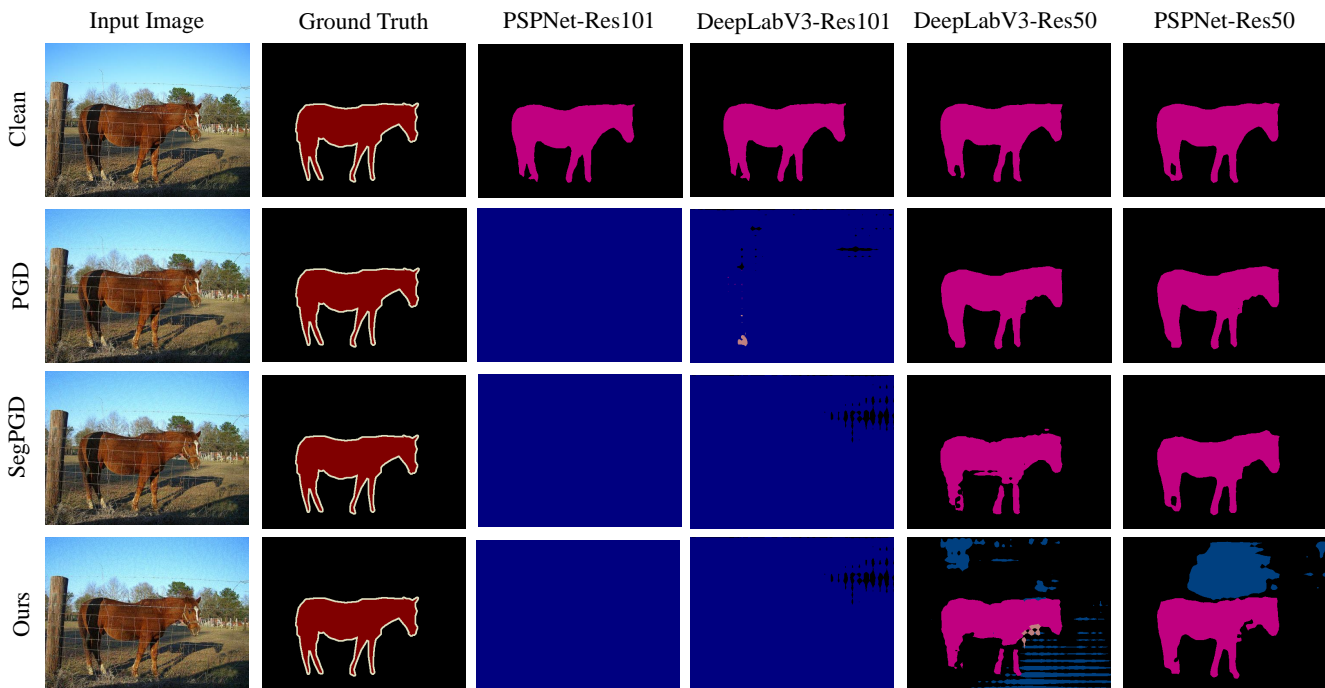 Input Image
Ground Truth
PSPNet-Res101
DeepLabV3-Res101
DeepLabV3-Res50
PSPNet-Res50
Clean
PGD
SegPGD
Ours